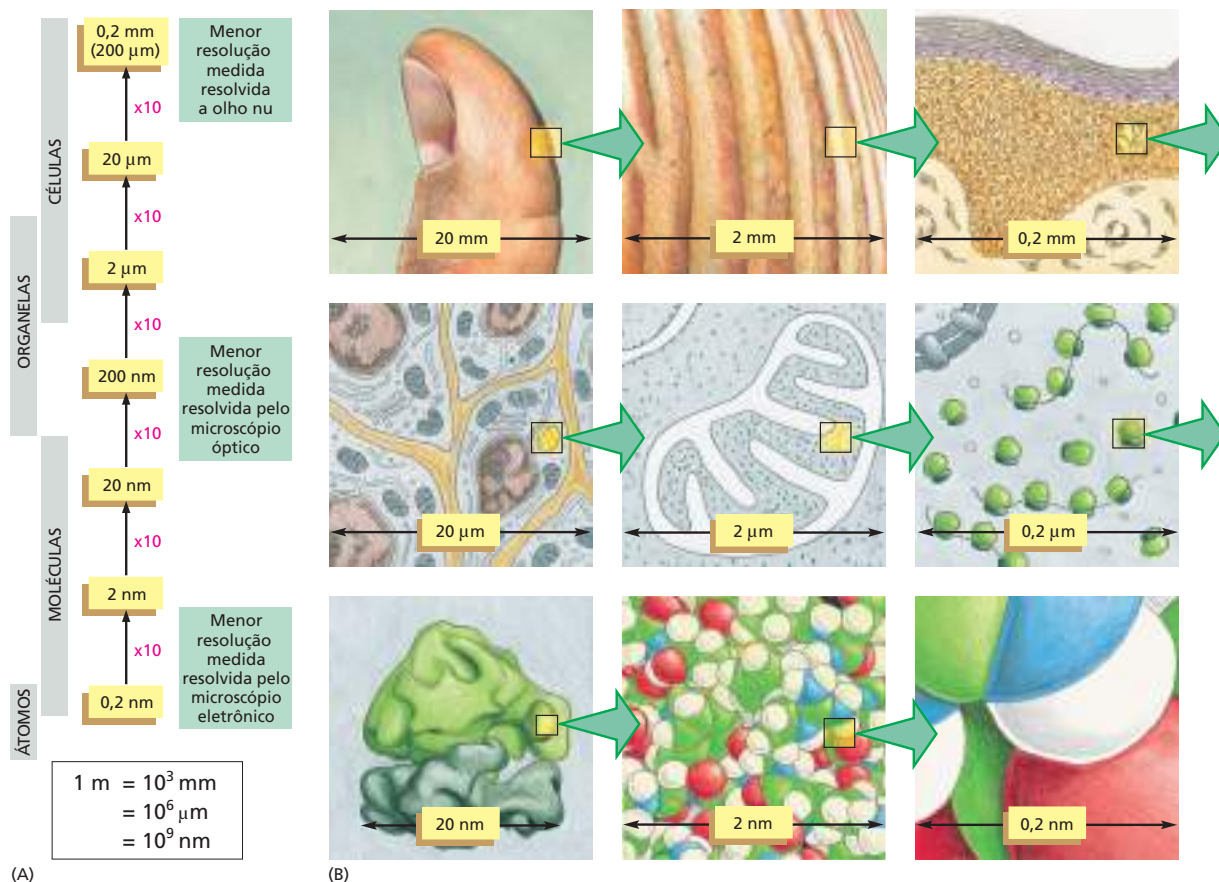 0,2 mm
(200 µm)
Menor
resolução
medida
resolvida
a olho nu
x10
20 µm
x10
2 µm
x10
200 nm
Menor
resolução
medida
resolvida pelo
microscópio
óptico
x10
20 nm
x10
2 nm
Menor
resolução
medida
resolvida pelo
microscópio
eletrônico
x10
0,2 nm
CÉLULAS
ORGANELAS
MOLÉCULAS
ÁTOMOS
1 m = 10³ mm
= 10⁶ µm
= 10⁹ nm
(A)
20 mm
2 mm
0,2 mm
20 µm
2 µm
0,2 µm
20 nm
2 nm
0,2 nm
(B)